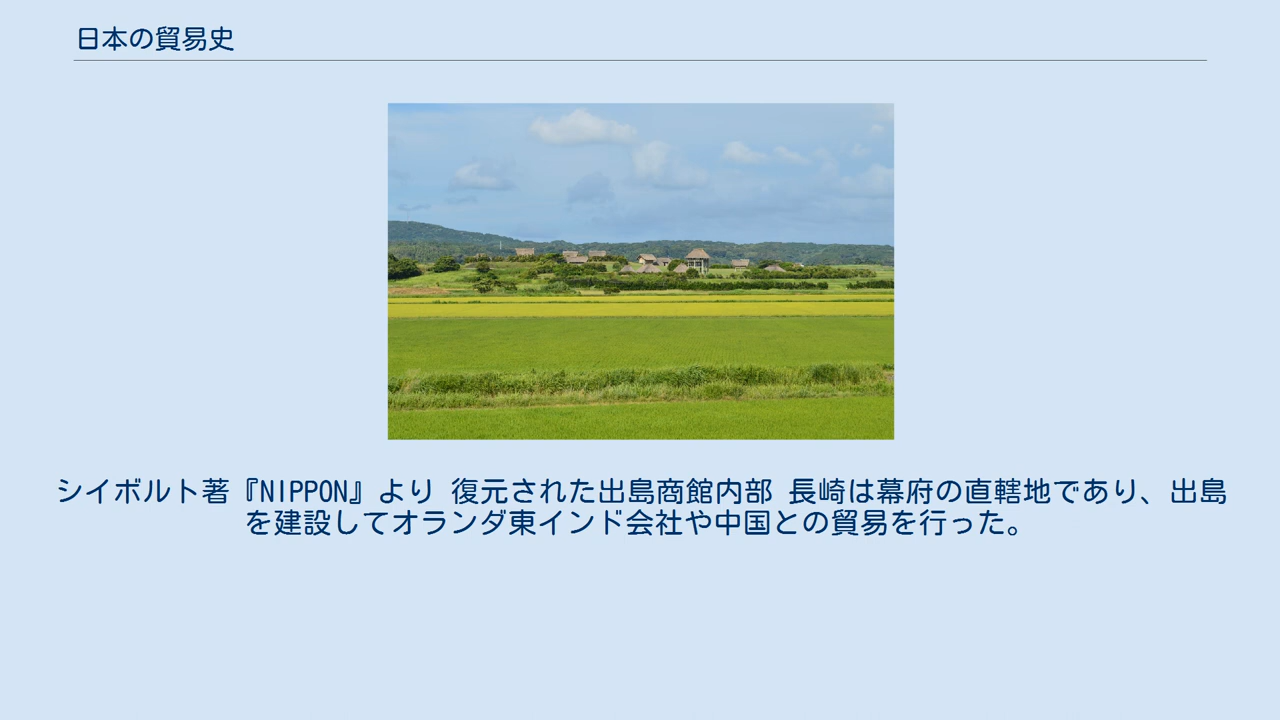 日本の貿易史
シイボルト著『NIPPON』より 復元された出島商館内部 長崎は幕府の直轄地であり、出島
を建設してオランダ東インド会社や中国との貿易を行った。